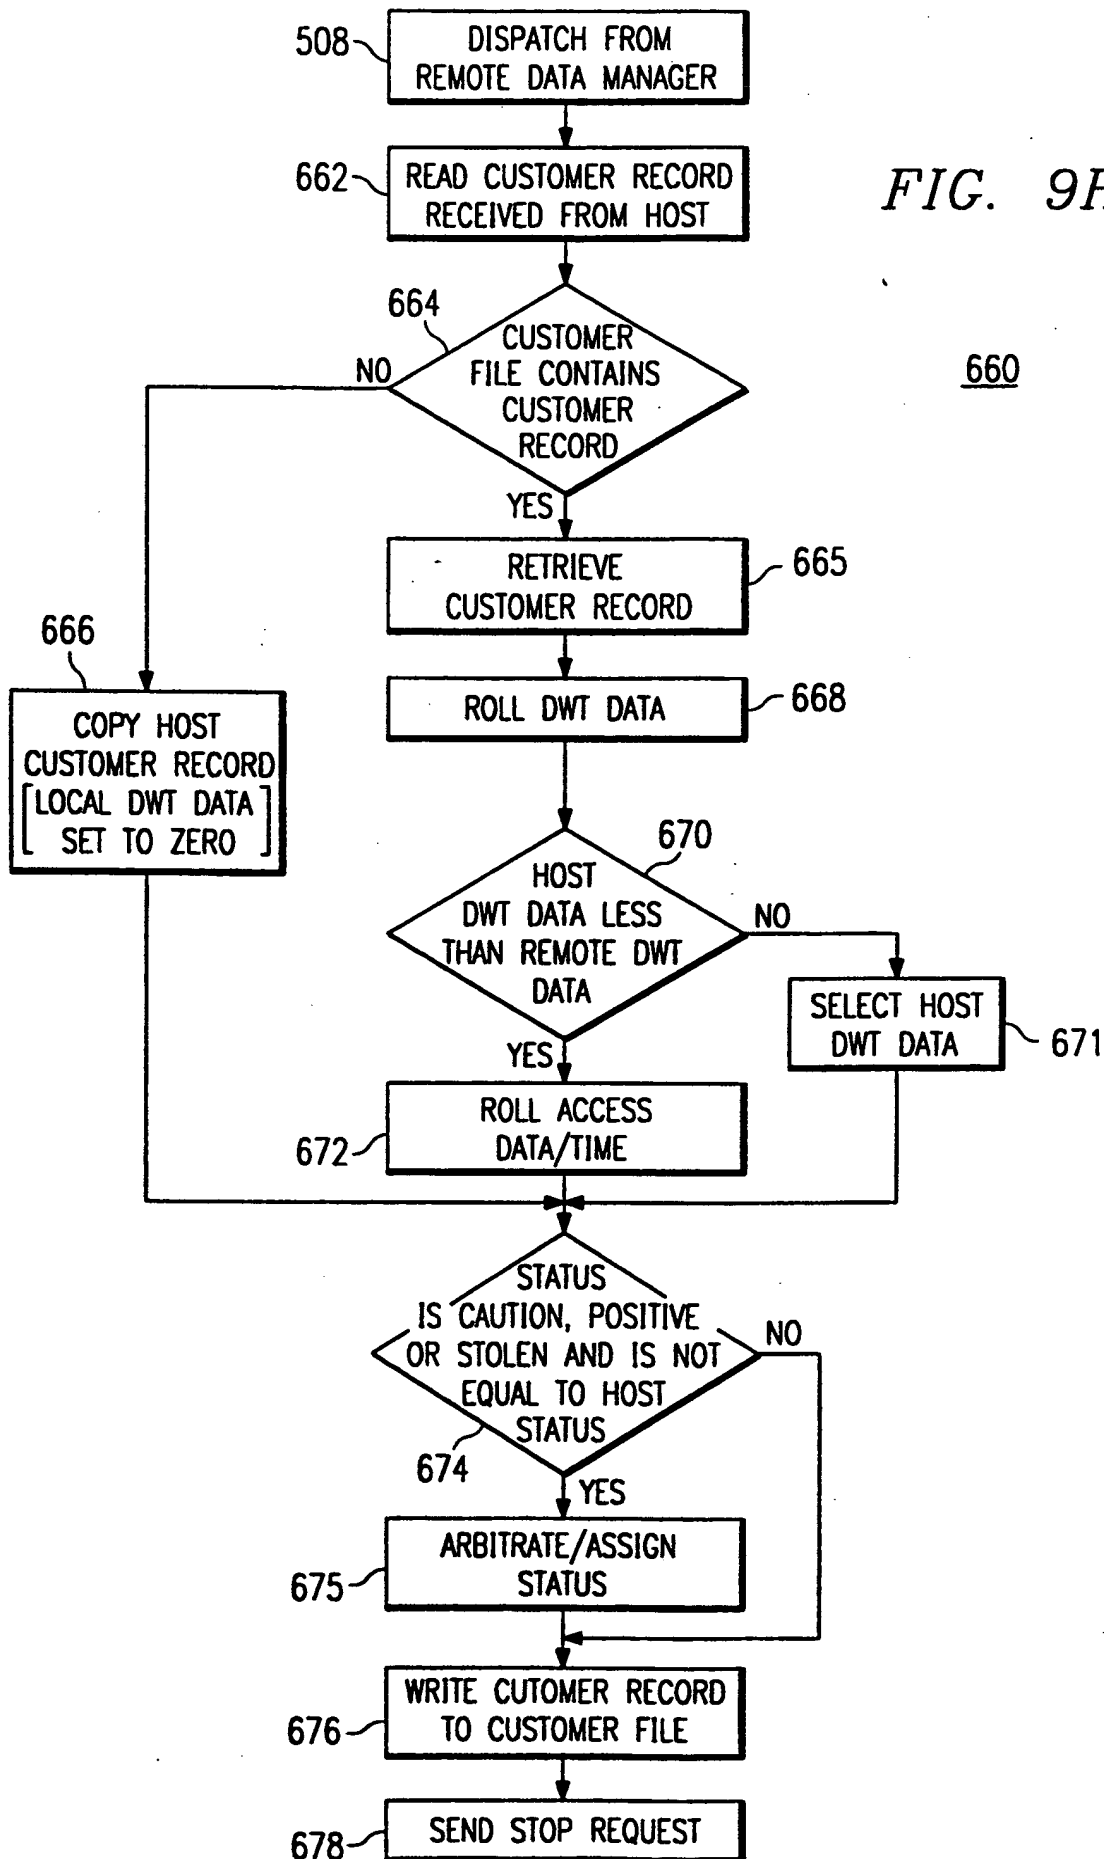 508
DISPATCH FROM
REMOTE DATA MANAGER
662
READ CUSTOMER RECORD
RECEIVED FROM HOST
FIG. 9H
660
664
CUSTOMER
FILE CONTAINS
CUSTOMER
RECORD
NO
YES
RETRIEVE
CUSTOMER RECORD
665
666
COPY HOST
CUSTOMER RECORD
[LOCAL DWT DATA
SET TO ZERO]
ROLL DWT DATA
668
670
HOST
DWT DATA LESS
THAN REMOTE DWT
DATA
NO
YES
SELECT HOST
DWT DATA
671
ROLL ACCESS
DATA/TIME
672
STATUS
IS CAUTION, POSITIVE
OR STOLEN AND IS NOT
EQUAL TO HOST
STATUS
NO
674
YES
ARBITRATE/ASSIGN
STATUS
675
WRITE CUTOMER RECORD
TO CUSTOMER FILE
676
SEND STOP REQUEST
678